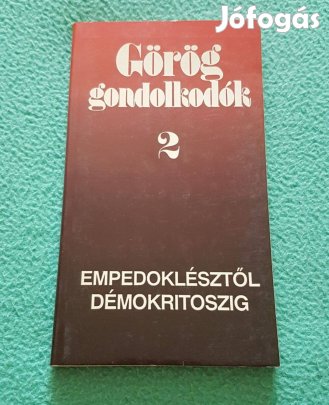 Jófogás
Görög
gondolkodók
2
EMPEDOKLÉSZTŐL
DÉMOKRITOSZIG